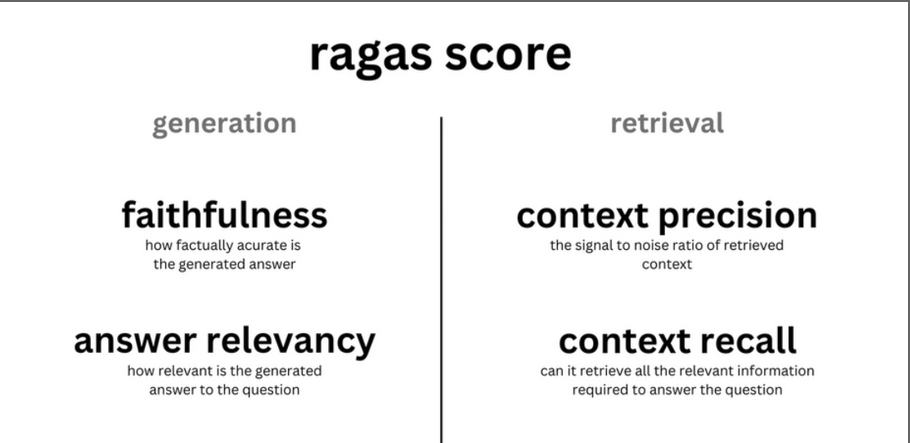 ragas score
generation
faithfulness
how factually acurate is
the generated answer
answer relevancy
how relevant is the generated
answer to the question
retrieval
context precision
the signal to noise ratio of retrieved
context
context recall
can it retrieve all the relevant information
required to answer the question